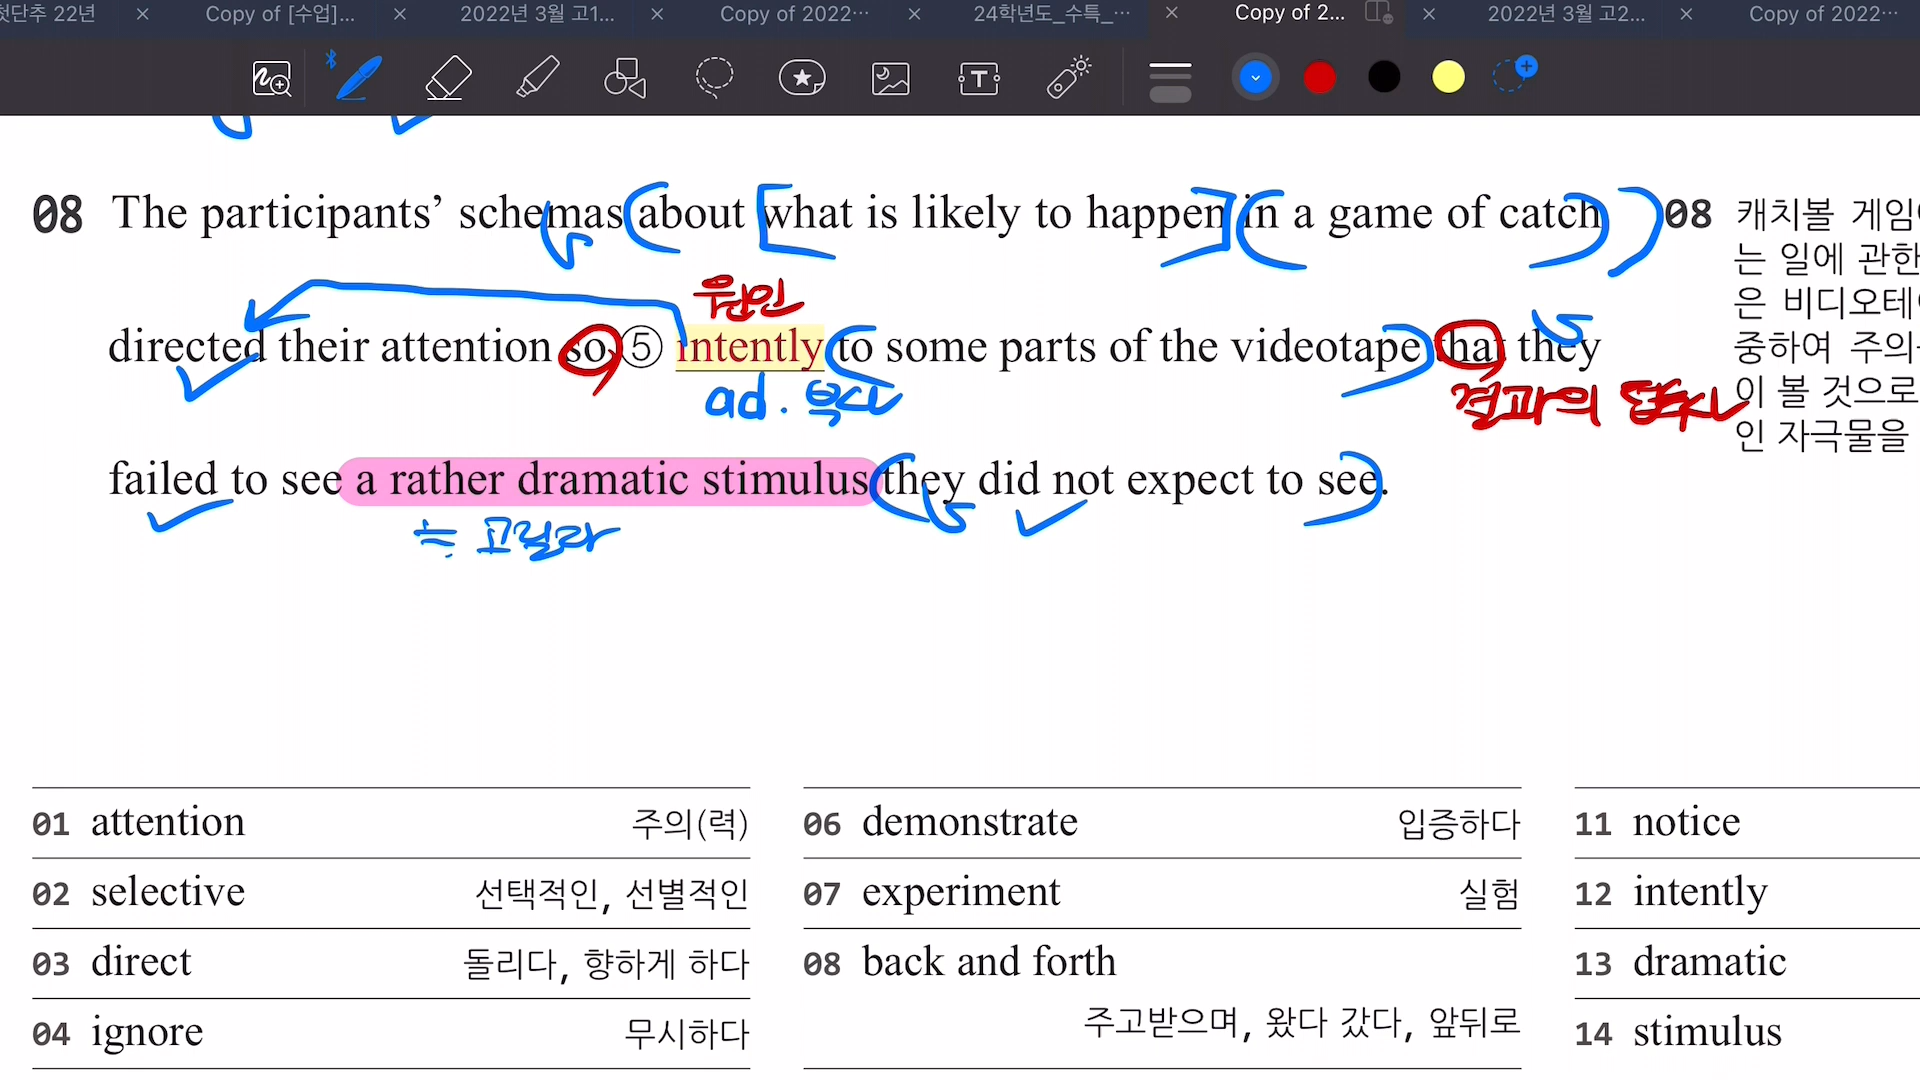 첫단추 22년
Copy of [수업]...
2022년 3월 고1...
Copy of 2022...
24학년도_수특_...
Copy of 2...
2022년 3월 고2...
Copy of 2022...
08 The participants’ schemas about what is likely to happen in a game of catch
원인
directed their attention so ⑤ intently to some parts of the videotape that they
ad. 부사
결과의 접속사
failed to see a rather dramatic stimulus they did not expect to see.
≒ 고릴라
08 캐치볼 게임
는 일에 관한
은 비디오테
중하여 주의
이 볼 것으로
인 자극물을
01 attention 주의(력)
02 selective 선택적인, 선별적인
03 direct 돌리다, 향하게 하다
04 ignore 무시하다
06 demonstrate 입증하다
07 experiment 실험
08 back and forth
주고받으며, 왔다 갔다, 앞뒤로
11 notice
12 intently
13 dramatic
14 stimulus